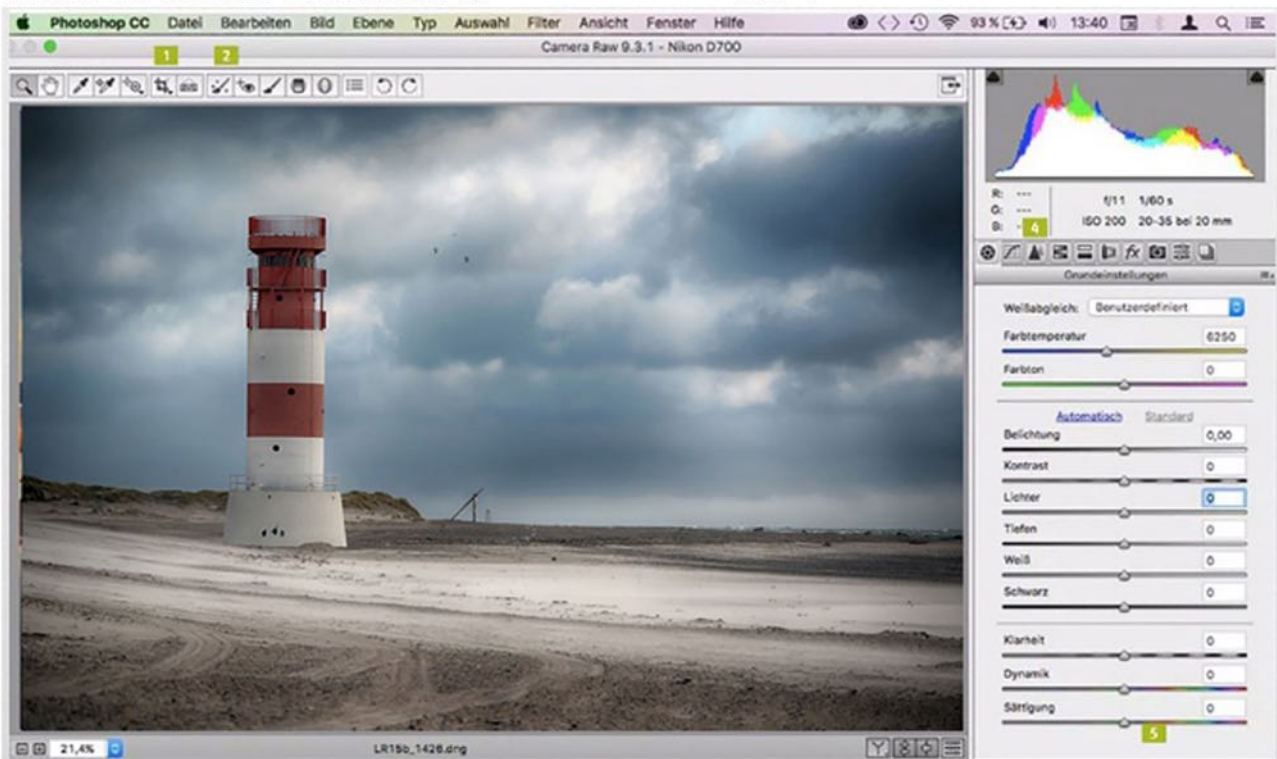 Photoshop CC Datei Bearbeiten Bild Ebene Typ Auswahl Filter Ansicht Fenster Hilfe 93 % 13:40
Camera Raw 9.3.1 - Nikon D700
1 2
R: ---
G: ---
B: -
4
f/11 1/60 s
ISO 200 20-35 bei 20 mm
fx
Grundeinstellungen
Weißabgleich: Benutzerdefiniert
Farbtemperatur 6250
Farbton 0
Automatisch Standard
Belichtung 0,00
Kontrast 0
Lichter 0
Tiefen 0
Weiß 0
Schwarz 0
Klarheit 0
Dynamik 0
Sättigung 0
5
21,4% LR15b_1426.dng Y